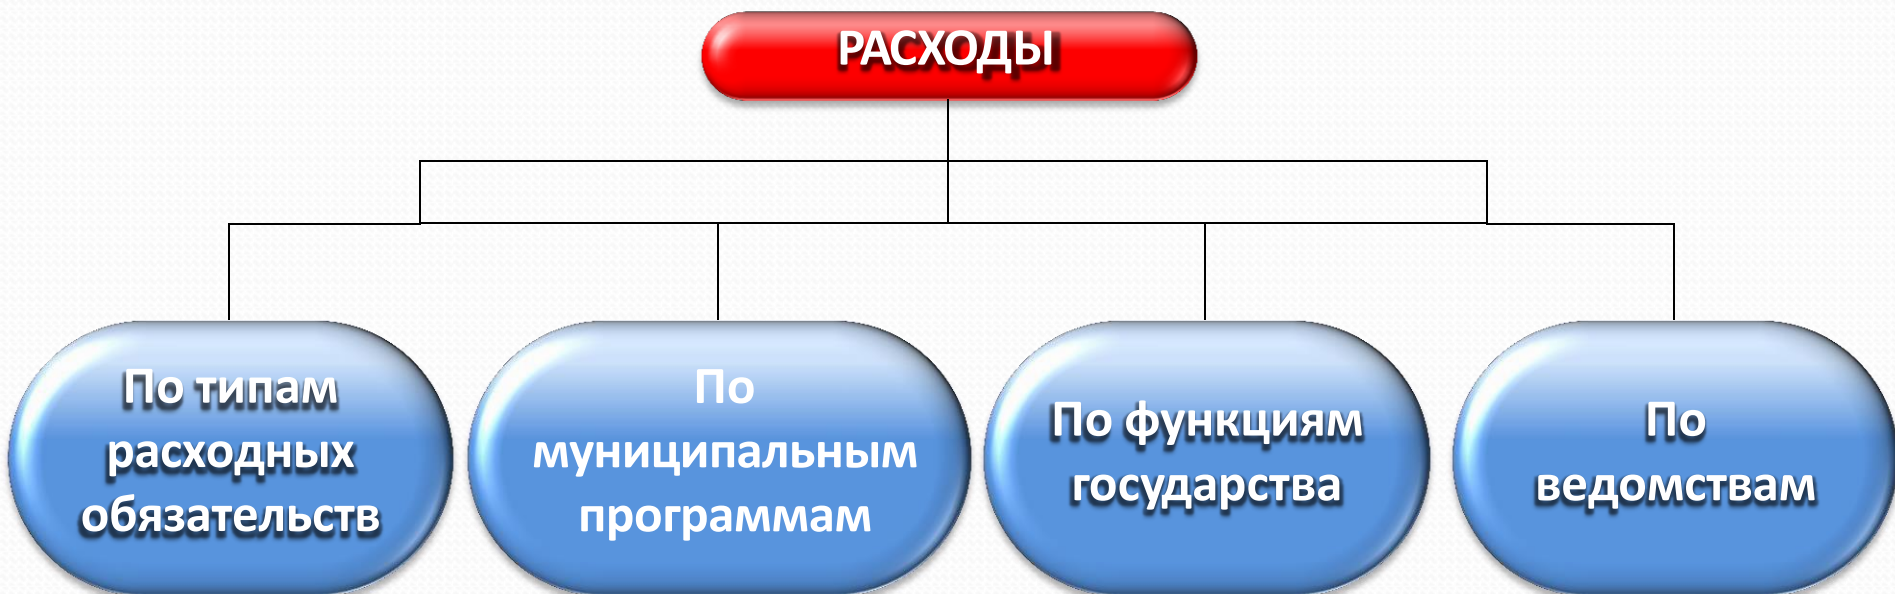 РАСХОДЫ
По типам
расходных
обязательств
По
муниципальным
программам
По функциям
государства
По
ведомствам